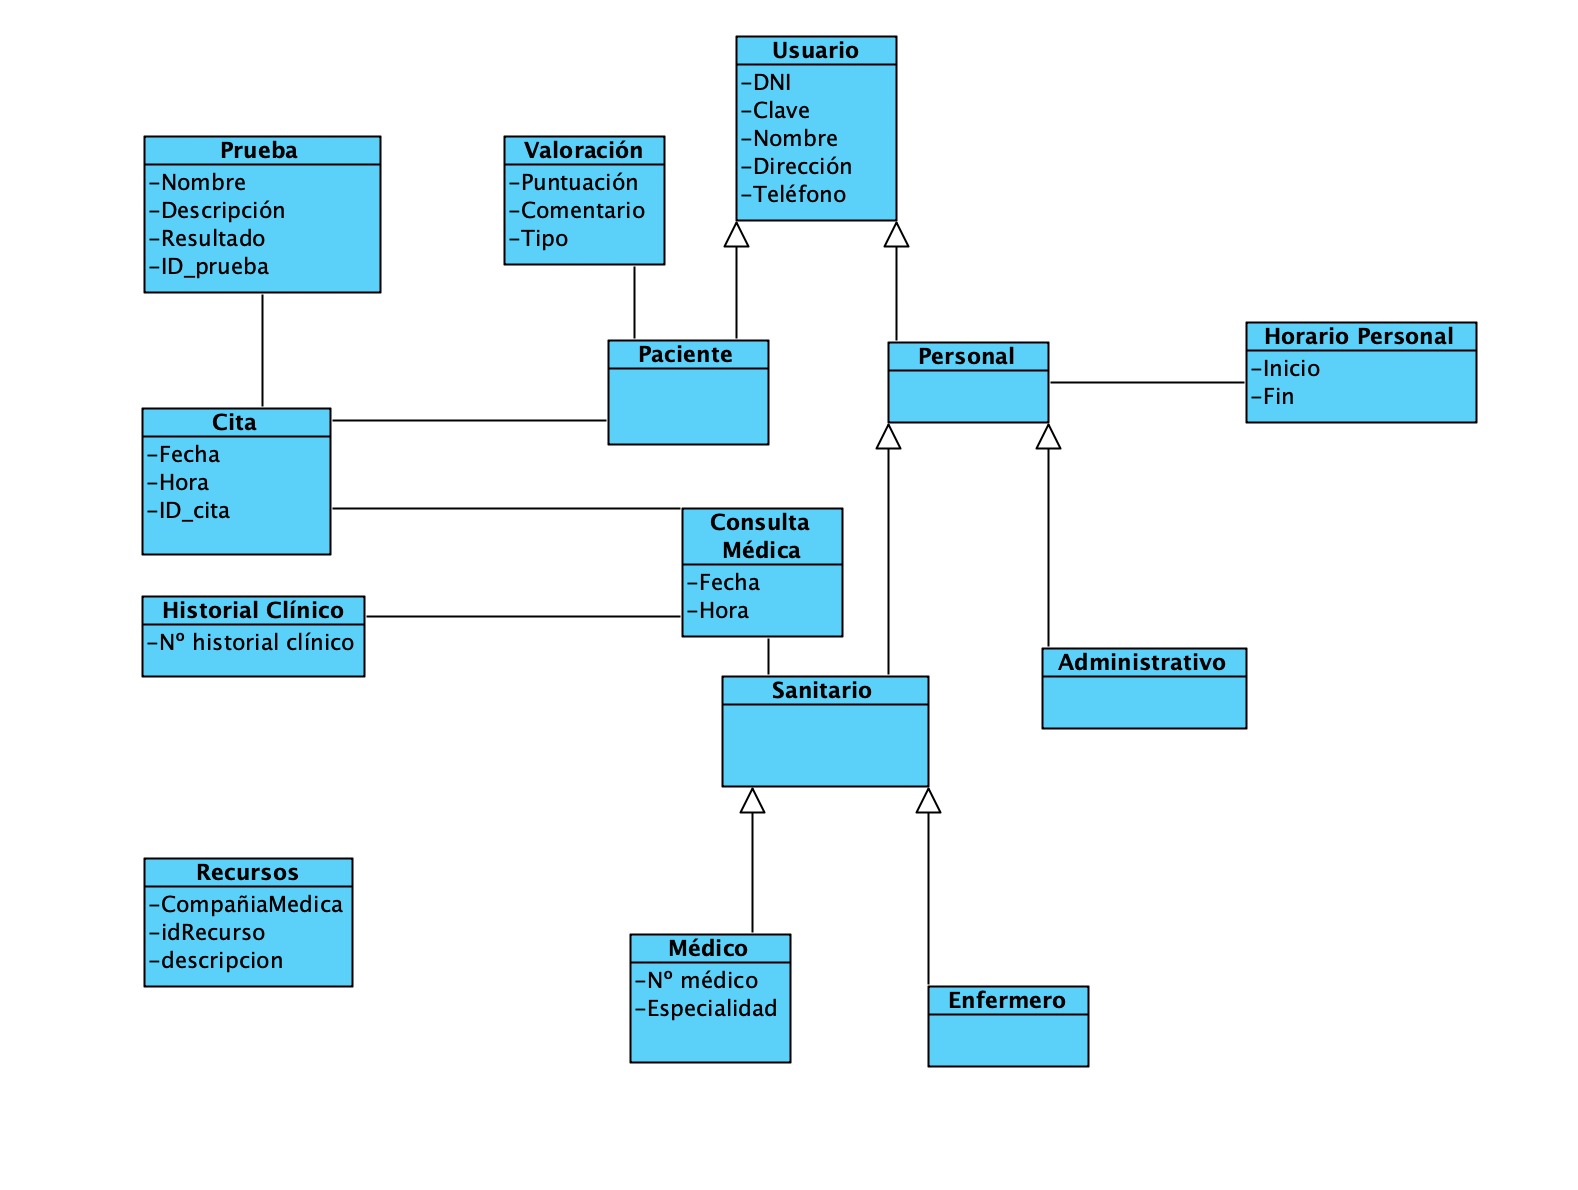 Usuario
-DNI
-Clave
-Nombre
-Dirección
-Teléfono
Prueba
-Nombre
-Descripción
-Resultado
-ID_prueba
Valoración
-Puntuación
-Comentario
-Tipo
Paciente
Personal
Horario Personal
-Inicio
-Fin
Cita
-Fecha
-Hora
-ID_cita
Consulta
Médica
-Fecha
-Hora
Historial Clínico
-Nº historial clínico
Sanitario
Administrativo
Recursos
-CompañiaMedica
-idRecurso
-descripcion
Médico
-Nº médico
-Especialidad
Enfermero